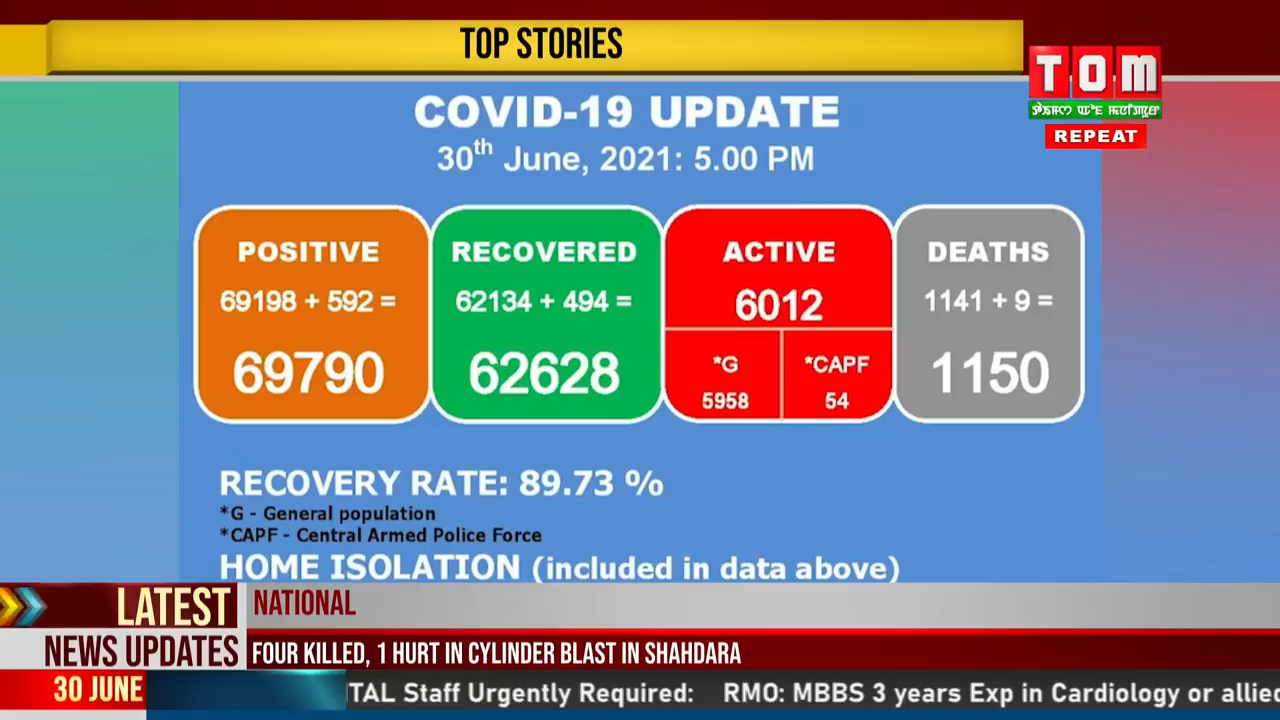 TOP STORIES
TOM
REPEAT
COVID-19 UPDATE
30th June, 2021: 5.00 PM
POSITIVE
69198 + 592 =
69790
RECOVERED
62134 + 494 =
62628
ACTIVE
6012
*G
5958
*CAPF
54
DEATHS
1141 + 9 =
1150
RECOVERY RATE: 89.73 %
*G - General population
*CAPF - Central Armed Police Force
HOME ISOLATION (included in data above)
LATEST
NEWS UPDATES
NATIONAL
FOUR KILLED, 1 HURT IN CYLINDER BLAST IN SHAHDARA
30 JUNE
TAL Staff Urgently Required: RMO: MBBS 3 years Exp in Cardiology or allied